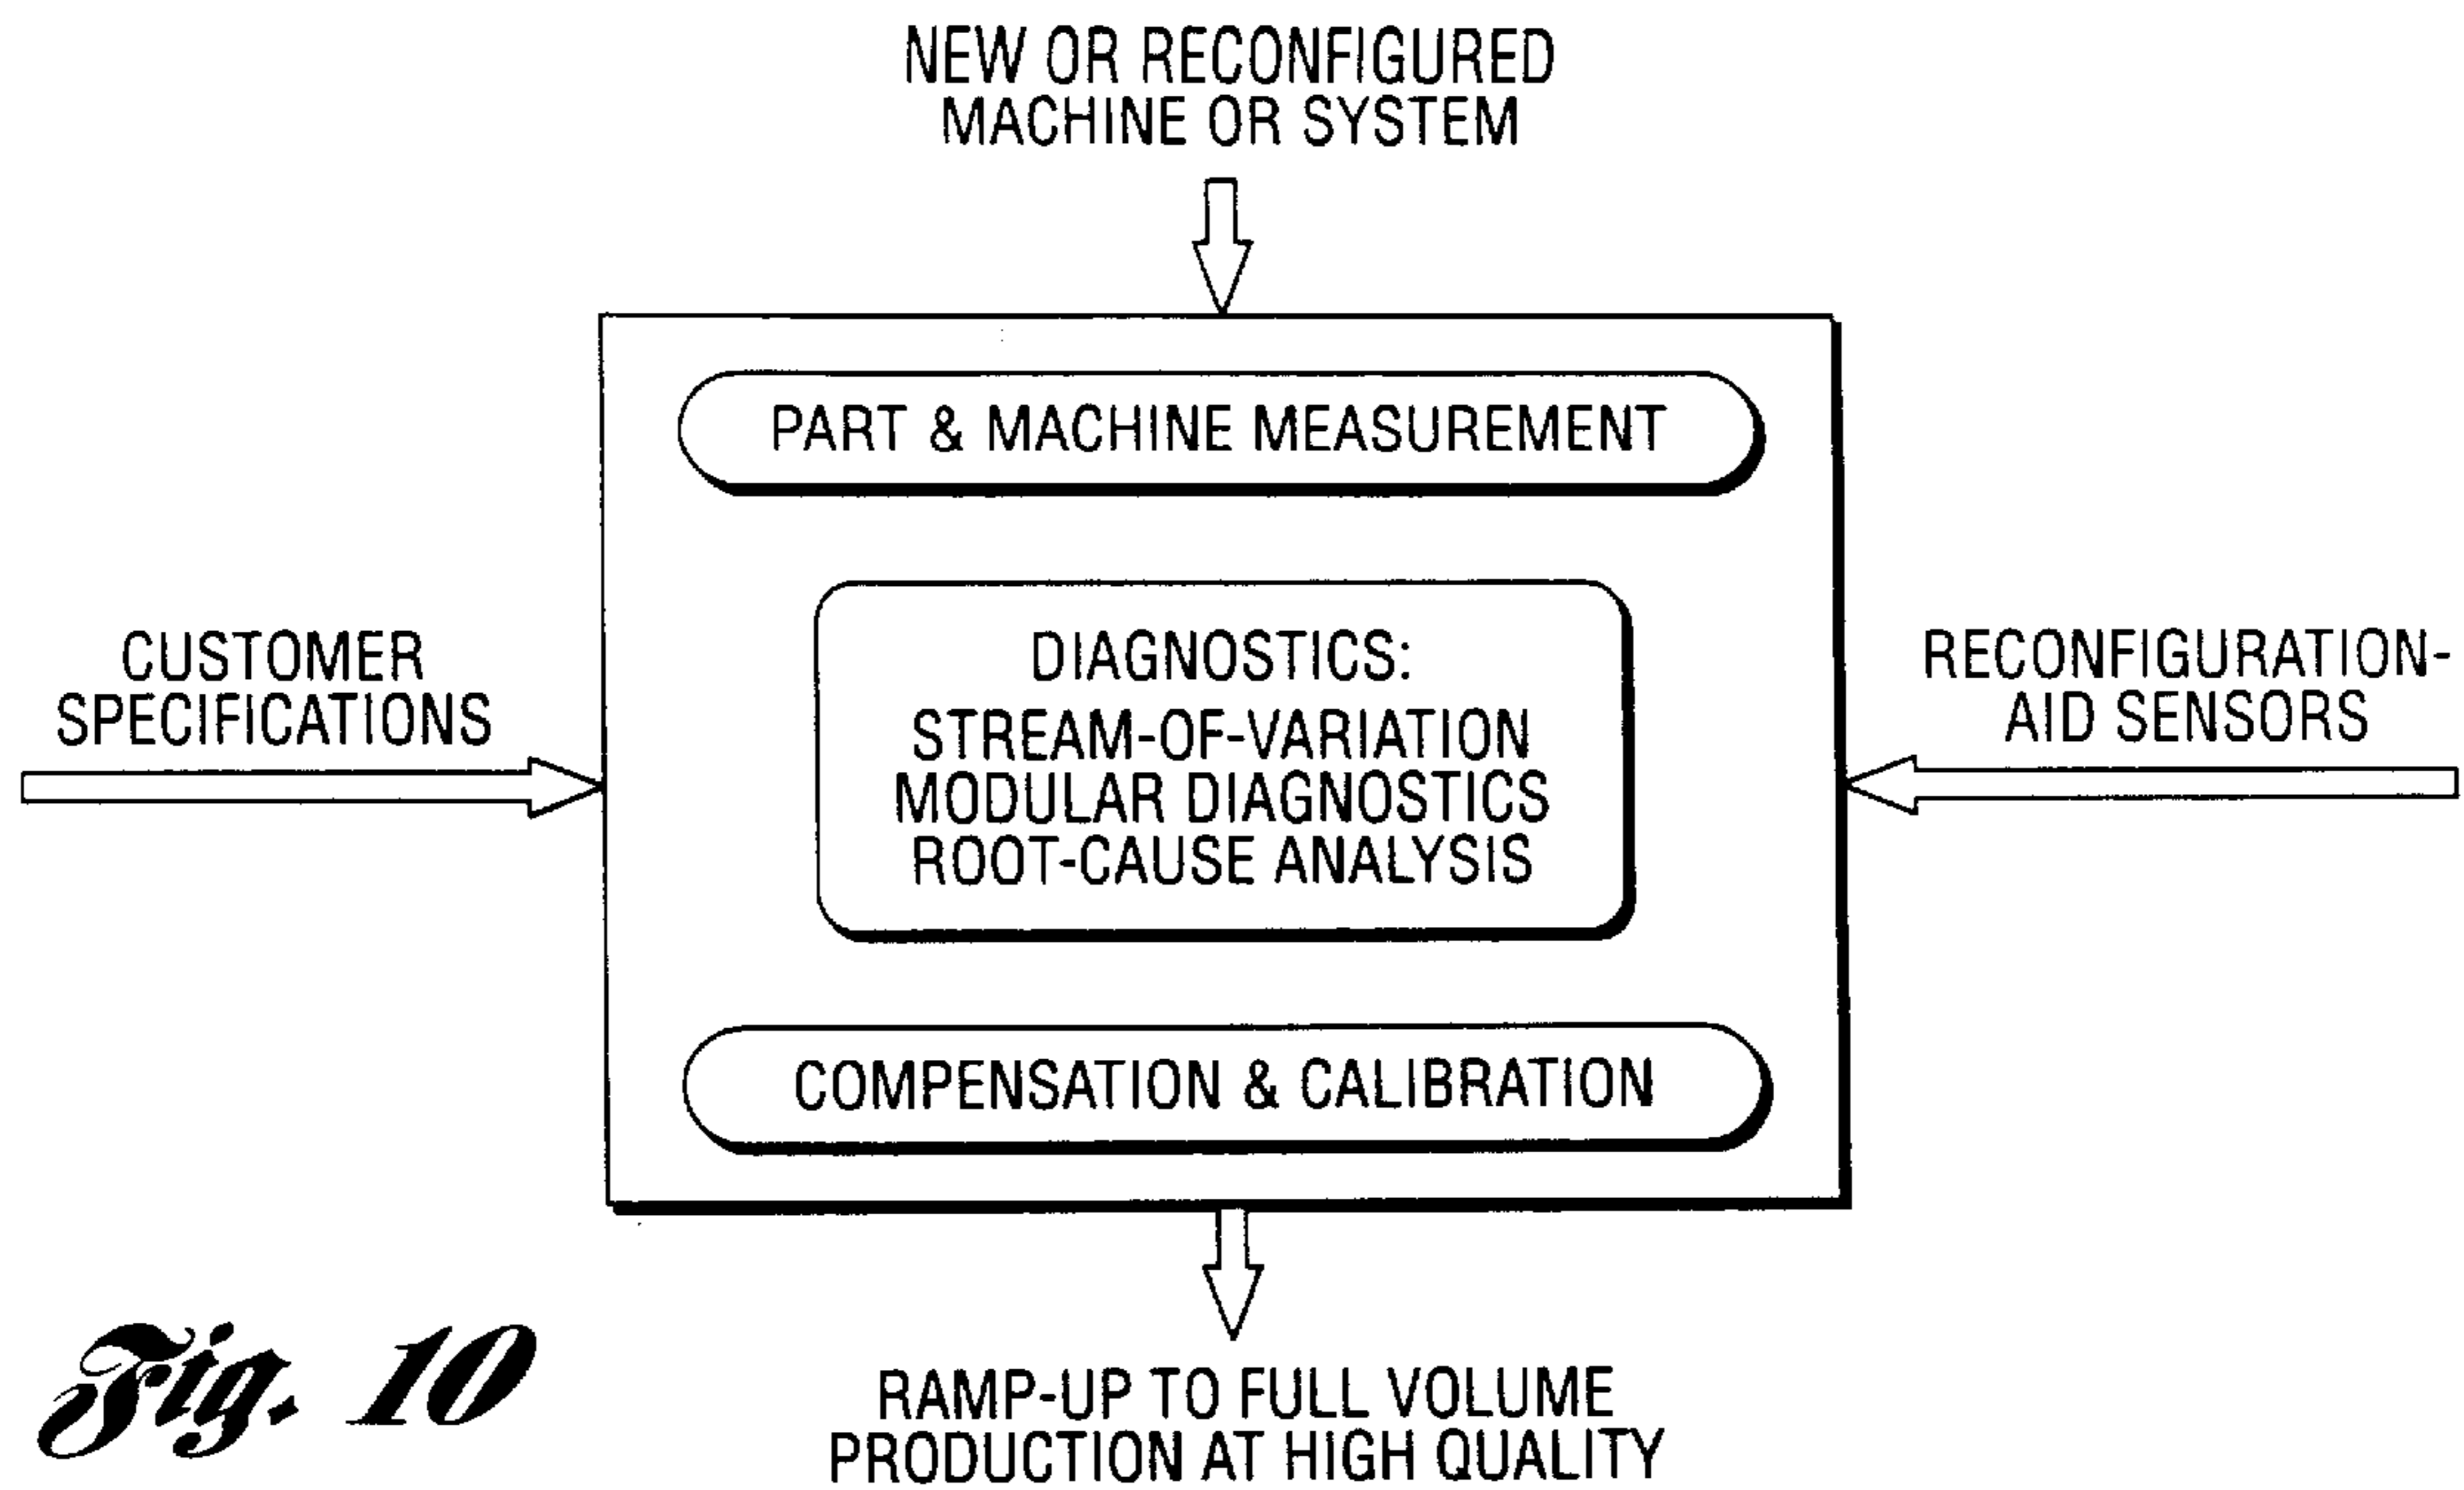 NEW OR RECONFIGURED
MACHINE OR SYSTEM
PART & MACHINE MEASUREMENT
CUSTOMER
SPECIFICATIONS
DIAGNOSTICS:
STREAM-OF-VARIATION
MODULAR DIAGNOSTICS
ROOT-CAUSE ANALYSIS
RECONFIGURATION-
AID SENSORS
COMPENSATION & CALIBRATION
RAMP-UP TO FULL VOLUME
PRODUCTION AT HIGH QUALITY
Fig. 10